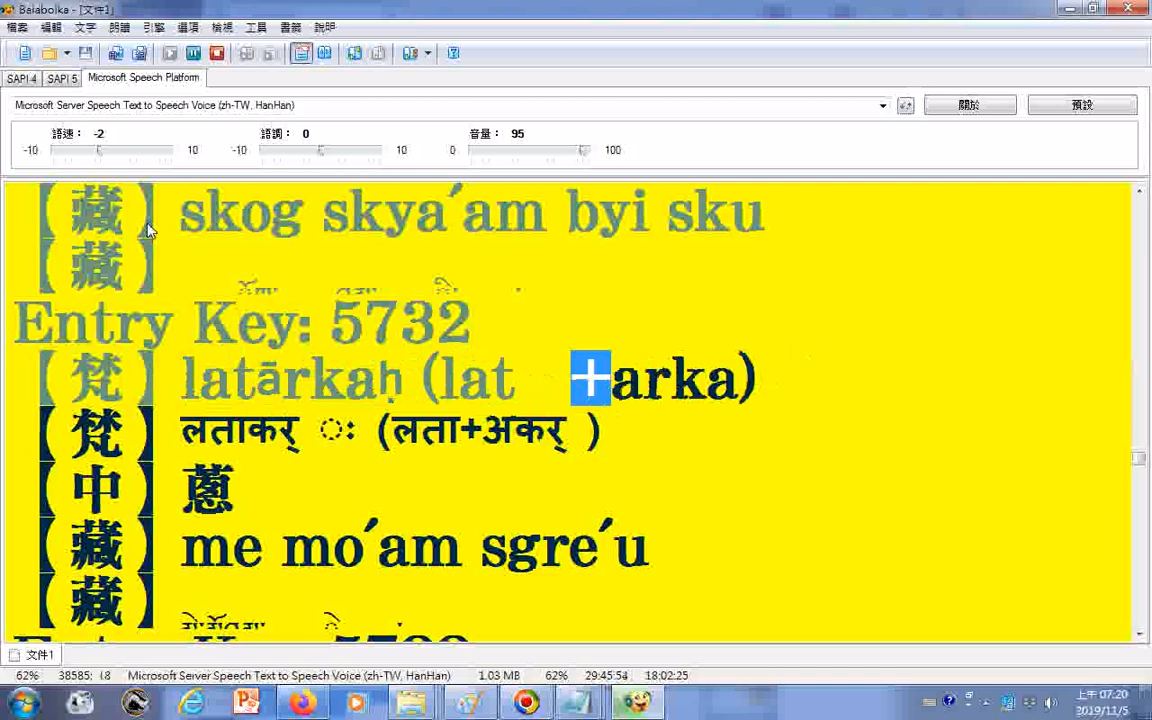 Balabolka - [文件1]
檔案 編輯 文字 朗讀 引擎 選項 檢視 工具 書籤 說明
SAPI 4 SAPI 5 Microsoft Speech Platform
Microsoft Server Speech Text to Speech Voice (zh-TW, HanHan) 關於 預設
語速： -2 語調： 0 音量： 95
-10 10 -10 10 0 100
【藏】 skog skya´am byi sku
【藏】
Entry Key: 5732
【梵】 latārkaḥ (lat +arka)
【梵】 लताकर् ः (लता+अकर् )
【中】 蔥
【藏】 me mo´am sgre´u
【藏】
文件1
62% 38585: (8 Microsoft Server Speech Text to Speech Voice (zh-TW, HanHan) 1.03 MB 62% 29:45:54 18:02:25
上午 07:20
2019/11/5